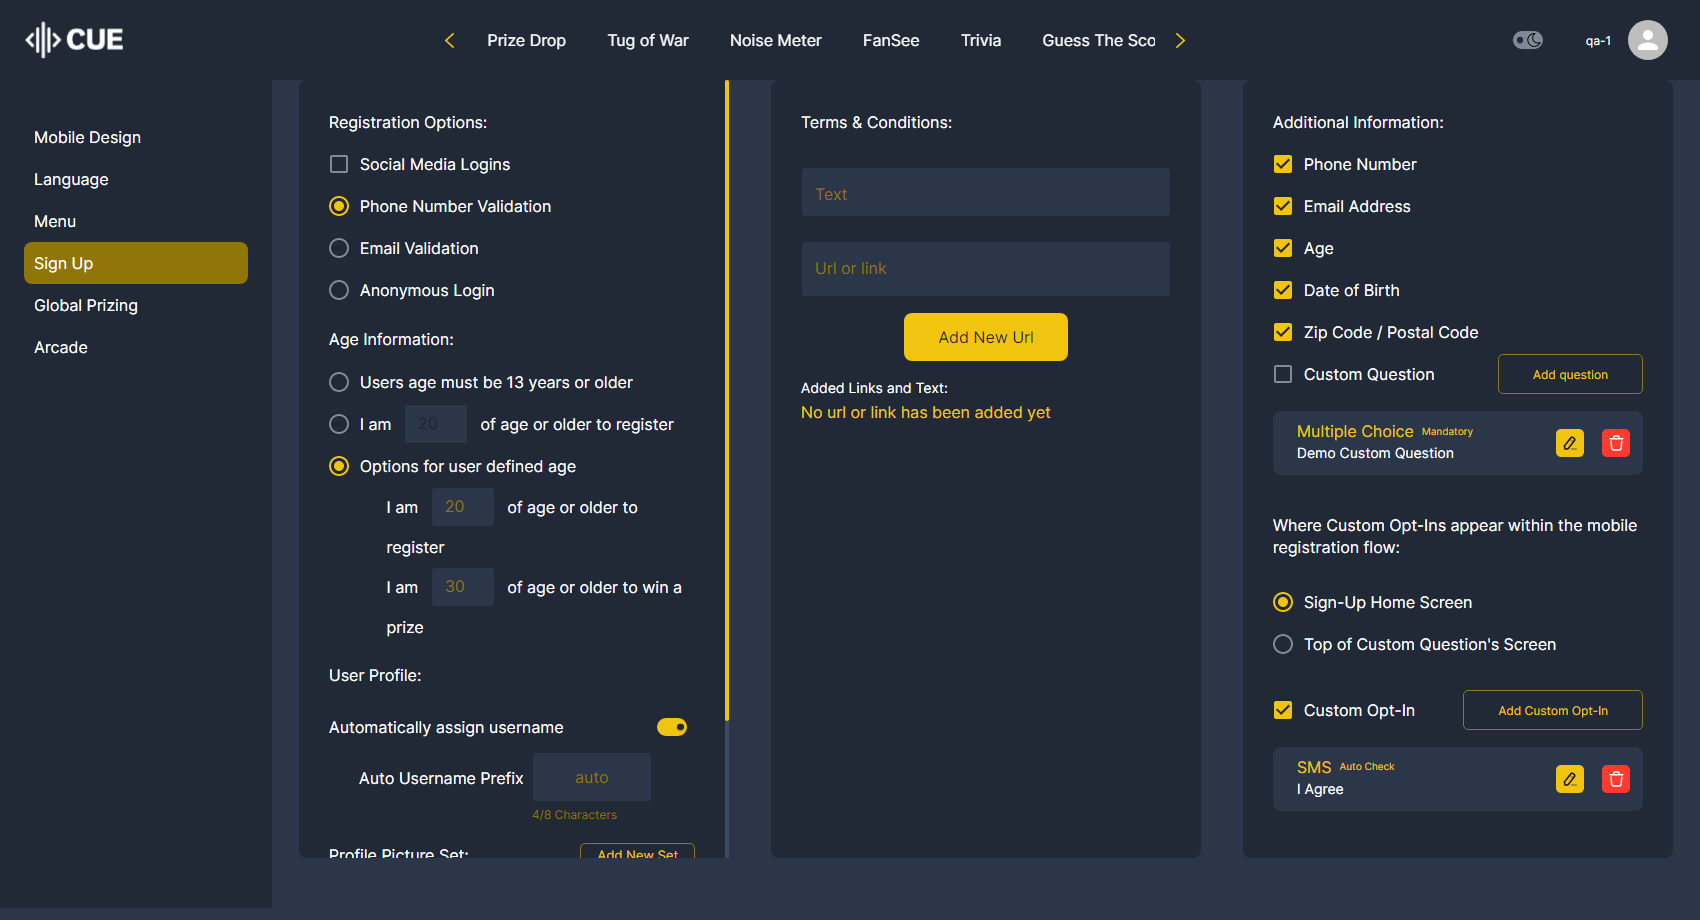 CUE
Prize Drop Tug of War Noise Meter FanSee Trivia Guess The Sco
qa-1
Mobile Design
Language
Menu
Sign Up
Global Prizing
Arcade
Registration Options:
Social Media Logins
Phone Number Validation
Email Validation
Anonymous Login
Age Information:
Users age must be 13 years or older
I am 20 of age or older to register
Options for user defined age
I am 20 of age or older to
register
I am 30 of age or older to win a
prize
User Profile:
Automatically assign username
Auto Username Prefix auto
4/8 Characters
Profile Picture Set: Add New Set
Terms & Conditions:
Text
Url or link
Add New Url
Added Links and Text:
No url or link has been added yet
Additional Information:
Phone Number
Email Address
Age
Date of Birth
Zip Code / Postal Code
Custom Question Add question
Multiple Choice Mandatory
Demo Custom Question
Where Custom Opt-Ins appear within the mobile
registration flow:
Sign-Up Home Screen
Top of Custom Question's Screen
Custom Opt-In Add Custom Opt-In
SMS Auto Check
I Agree